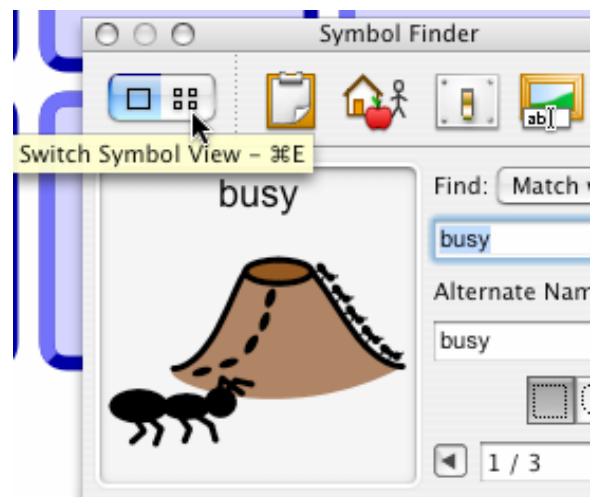 Symbol Finder
ab
Switch Symbol View – ⌘E
busy
Find: Match
busy
Alternate Nam
busy
1 / 3